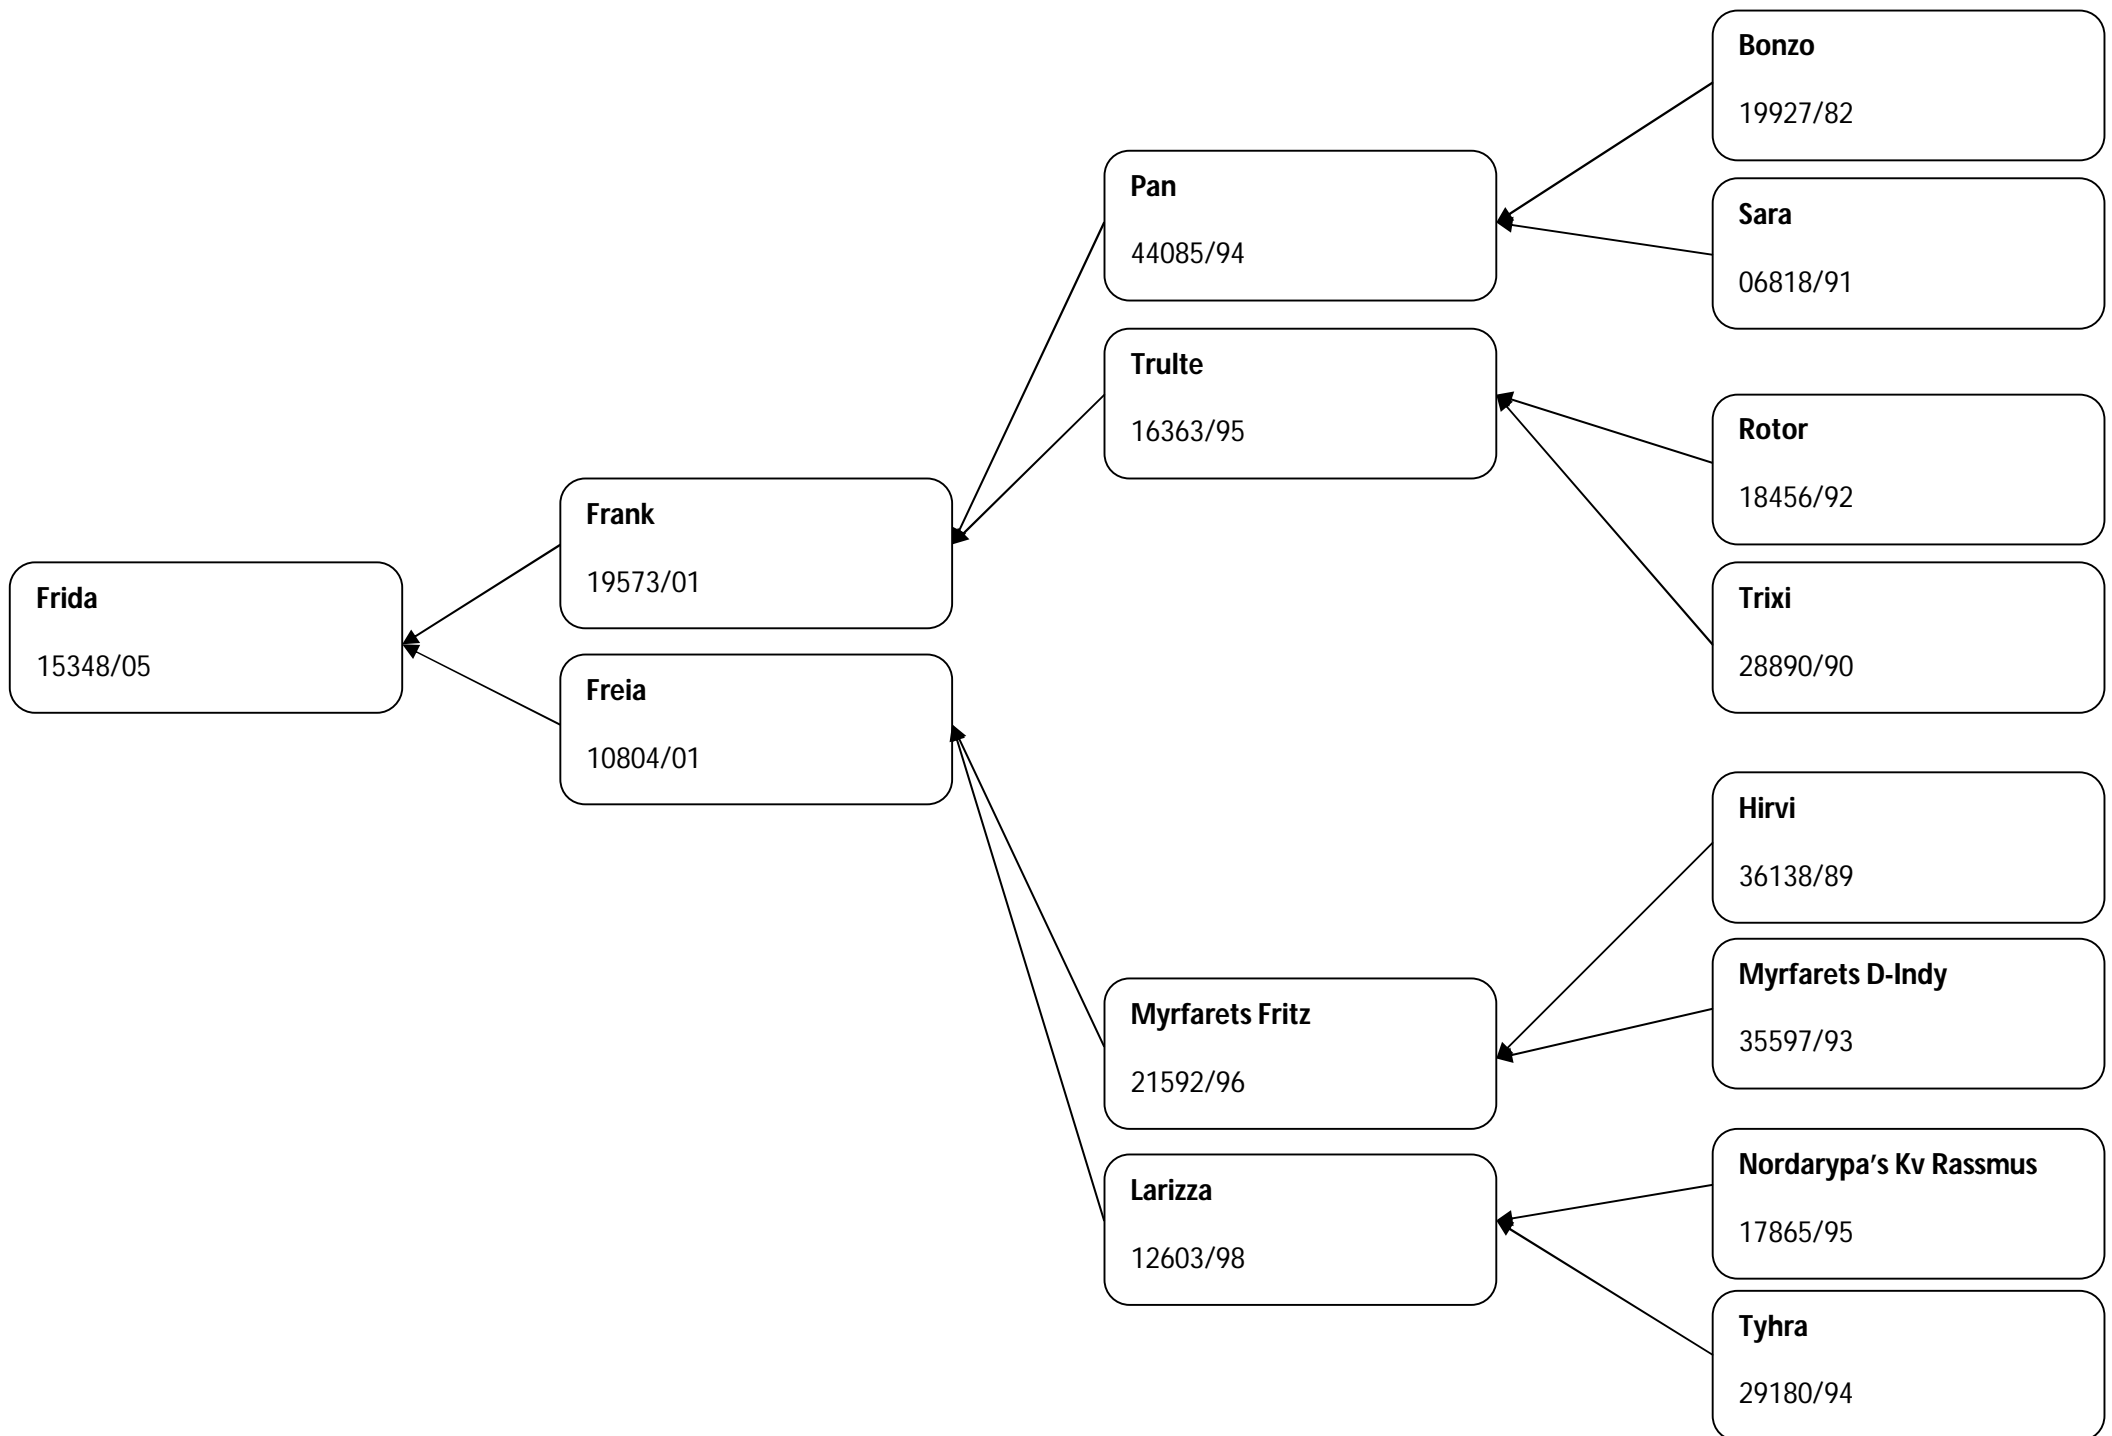 Bonzo
19927/82
Sara
06818/91
Pan
44085/94
Trulte
16363/95
Rotor
18456/92
Trixi
28890/90
Frank
19573/01
Frida
15348/05
Freia
10804/01
Hirvi
36138/89
Myrfarets D-Indy
35597/93
Myrfarets Fritz
21592/96
Larizza
12603/98
Nordarypa's Kv Rassmus
17865/95
Tyhra
29180/94